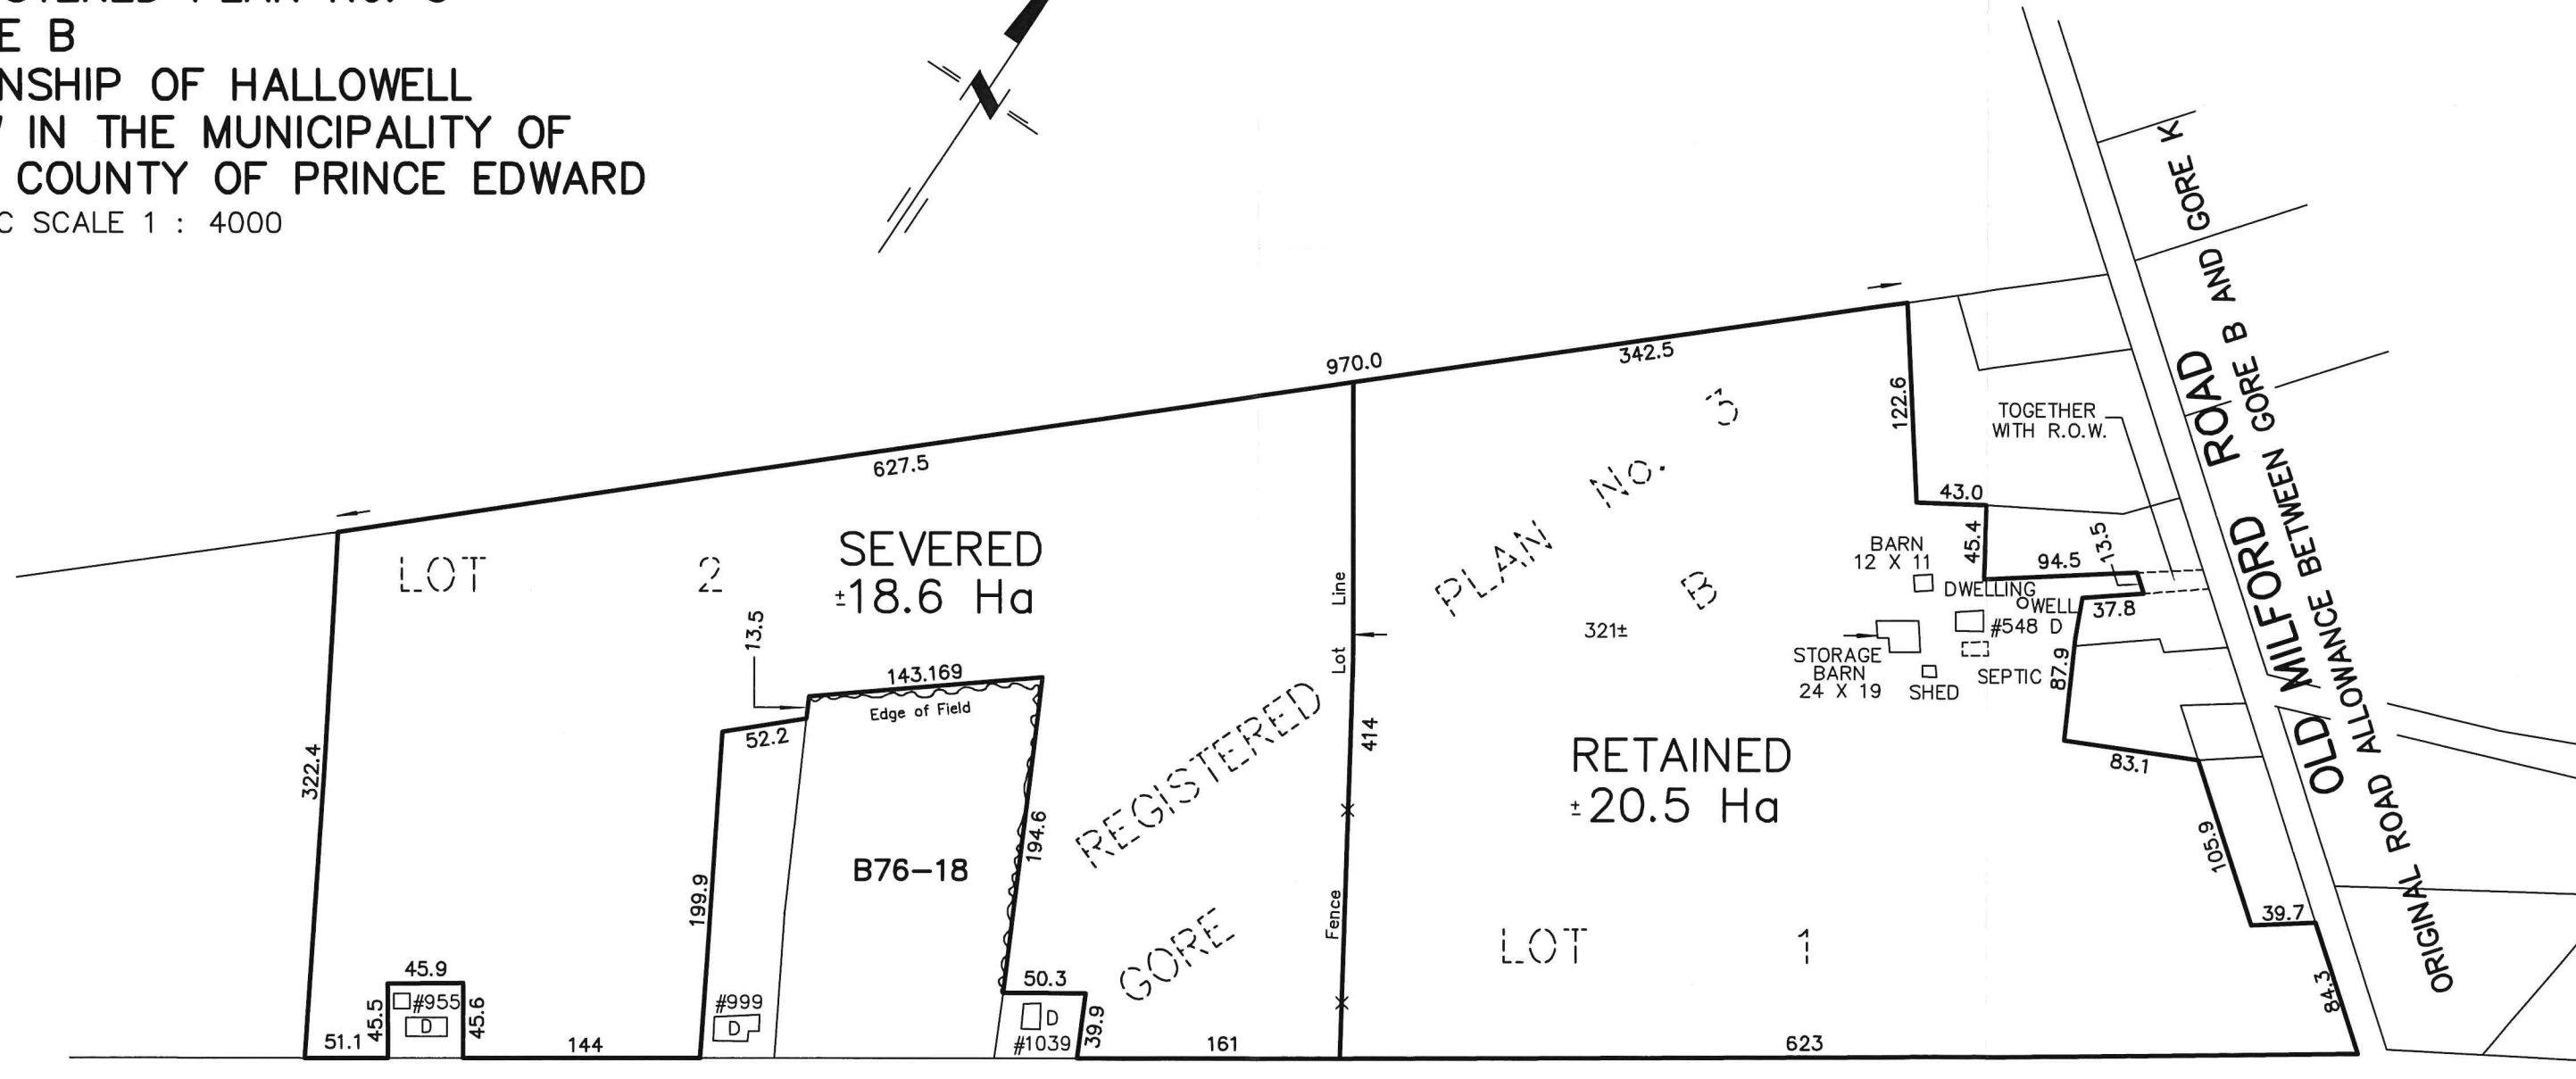 E B
NSHIP OF HALLOWELL
IN THE MUNICIPALITY OF
COUNTY OF PRINCE EDWARD
C SCALE 1 : 4000
970.0
342.5
627.5
122.6
43.0
45.4
94.5
13.5
37.8
87.9
83.1
105.9
39.7
84.3
TOGETHER
WITH R.O.W.
OLD MILFORD ROAD
ORIGINAL ROAD ALLOWANCE BETWEEN GORE B AND GORE K
LOT 2
SEVERED
±18.6 Ha
13.5
143.169
Edge of Field
52.2
322.4
199.9
194.6
B76-18
45.9
45.5
#955
D
45.6
51.1
144
#999
D
50.3
D
#1039
39.9
161
Lot Line
414
Fence
321±
REGISTERED PLAN No. 3
GORE B
BARN
12 X 11
DWELLING
WELL
#548 D
STORAGE
BARN
24 X 19
SHED
SEPTIC
RETAINED
±20.5 Ha
LOT 1
623